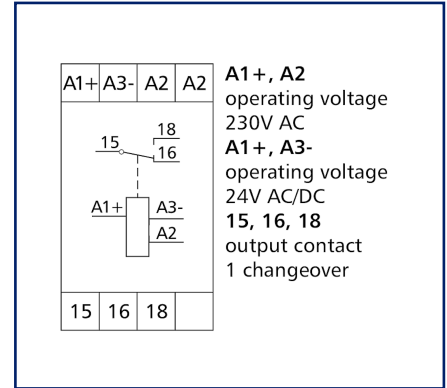 A1+ A3- A2 A2
18
15
16
A1+ A3-
A2
15 16 18
A1+, A2
operating voltage
230V AC
A1+, A3-
operating voltage
24V AC/DC
15, 16, 18
output contact
1 changeover